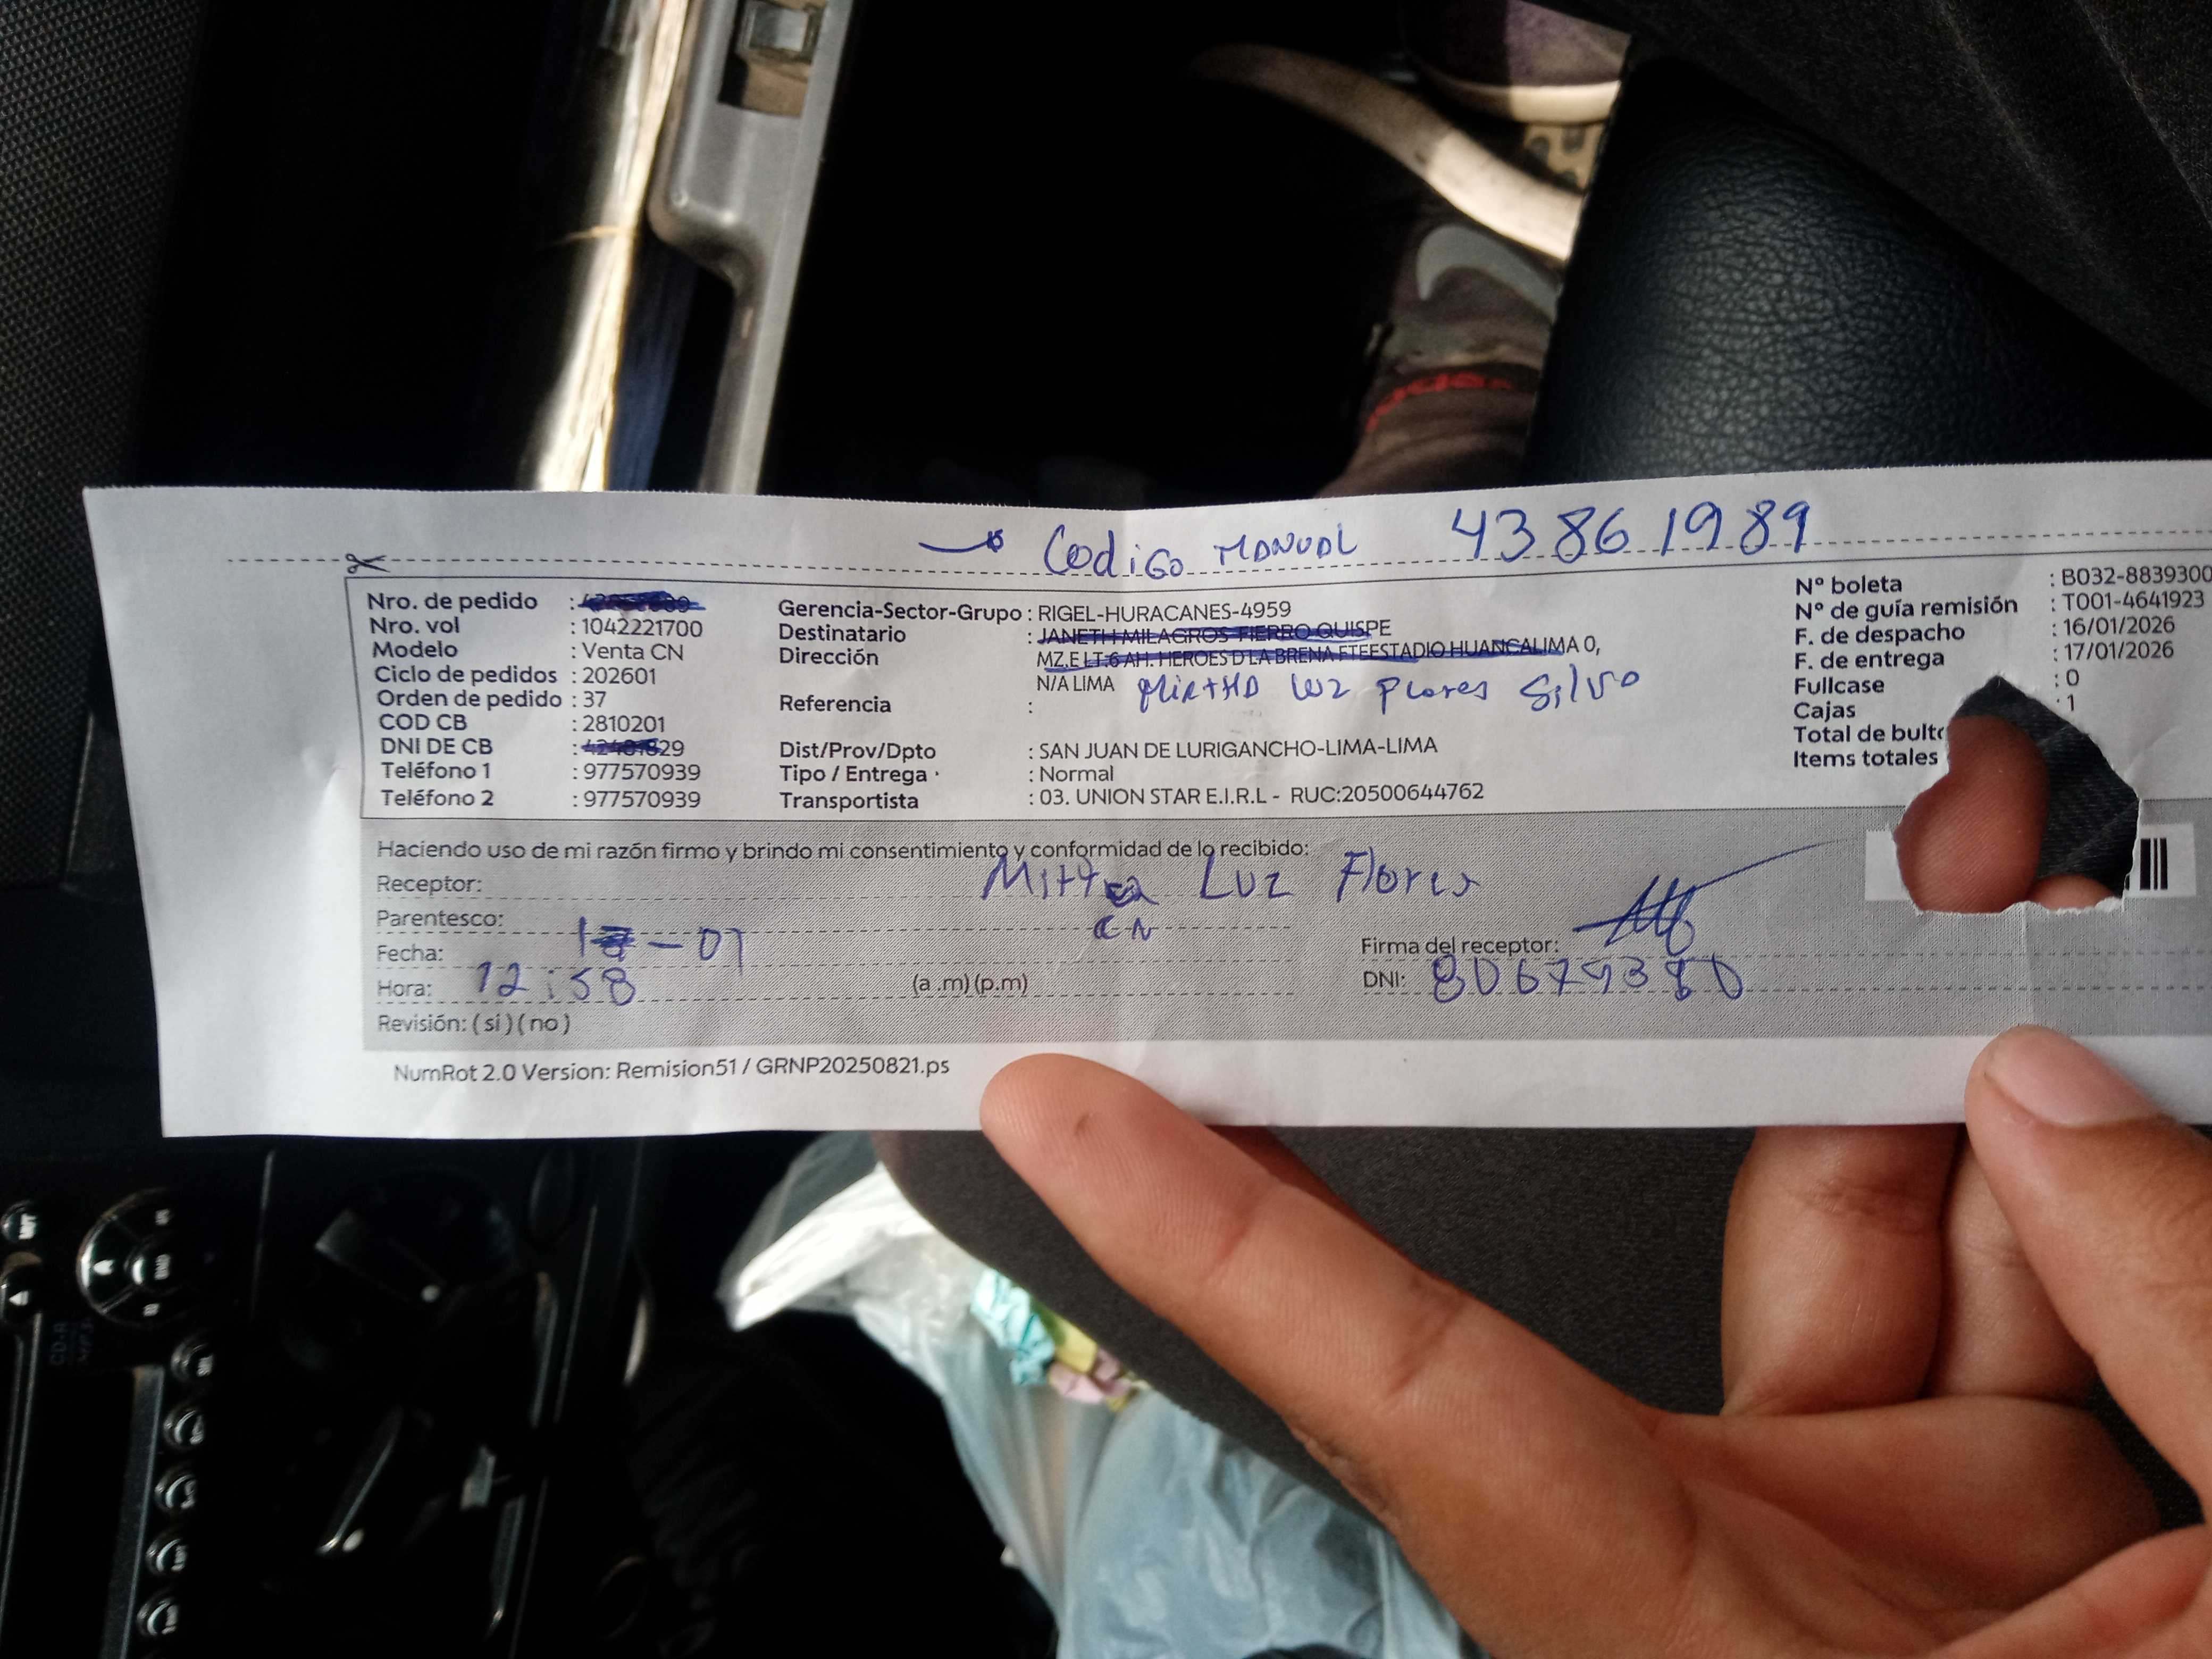 Codigo MANUAL 43861989
Nro. de pedido :
Nro. vol : 1042221700
Modelo : Venta CN
Ciclo de pedidos : 202601
Orden de pedido : 37
COD CB : 2810201
DNI DE CB : 29
Teléfono 1 : 977570939
Teléfono 2 : 977570939
Gerencia-Sector-Grupo : RIGEL-HURACANES-4959
Destinatario : JANETH MILAGROS FIERRO QUISPE
Dirección : MZ.E LT:6 AH. HEROES D LA BRENA FTEESTADIO HUANCALIMA 0,
N/A LIMA Luz Flores Silva
Referencia :
Dist/Prov/Dpto : SAN JUAN DE LURIGANCHO-LIMA-LIMA
Tipo / Entrega : Normal
Transportista : 03. UNION STAR E.I.R.L - RUC:20500644762
N° boleta : B032-8839300
N° de guía remisión : T001-4641923
F. de despacho : 16/01/2026
F. de entrega : 17/01/2026
Fullcase : 0
Cajas : 1
Total de bulto
Items totales
Haciendo uso de mi razón firmo y brindo mi consentimiento y conformidad de lo recibido:
Receptor: Luz Flores
Parentesco: CN
Fecha: - 01
Hora: 12:58 (a .m) (p.m)
Revisión: ( si ) ( no )
Firma del receptor:
DNI:
NumRot 2.0 Version: Remision51 / GRNP20250821.ps